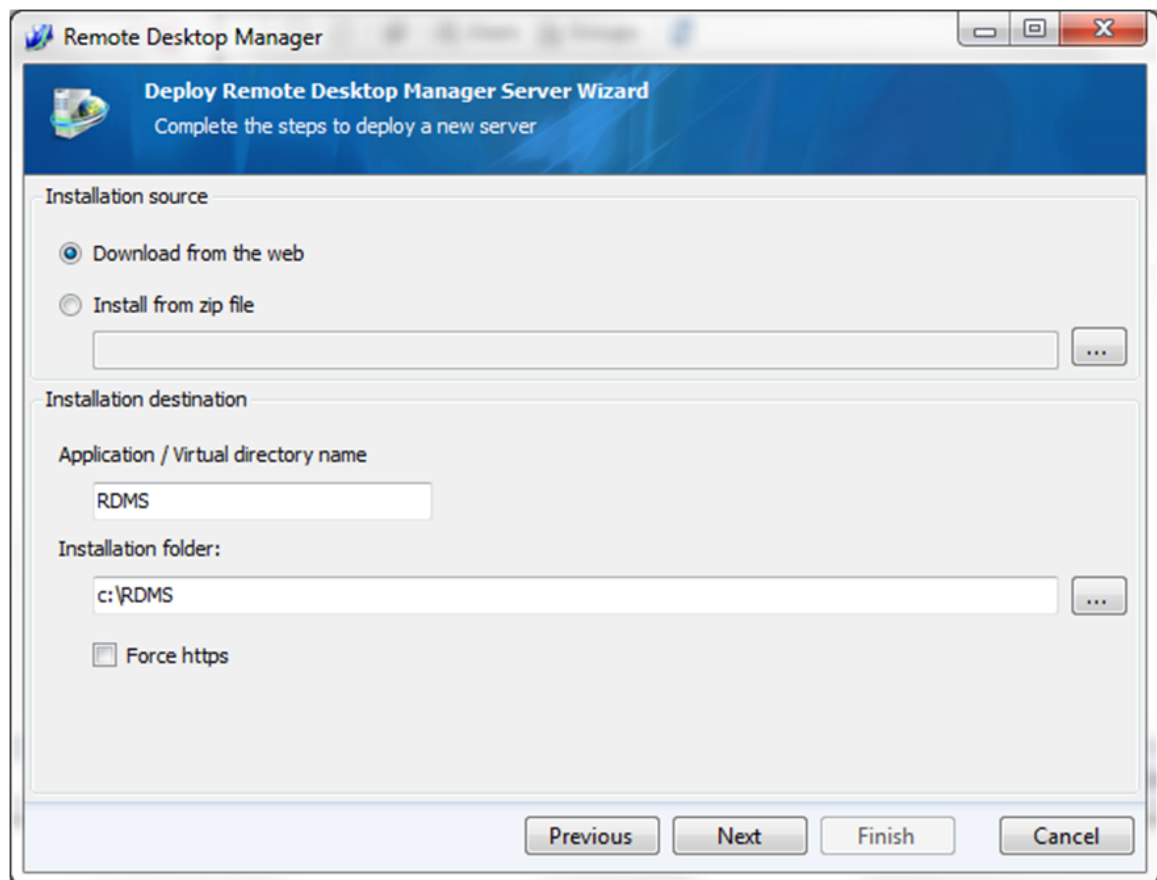 Remote Desktop Manager
Deploy Remote Desktop Manager Server Wizard
Complete the steps to deploy a new server
Installation source
Download from the web
Install from zip file
...
Installation destination
Application / Virtual directory name
RDMS
Installation folder:
c:\RDMS
...
Force https
Previous Next Finish Cancel